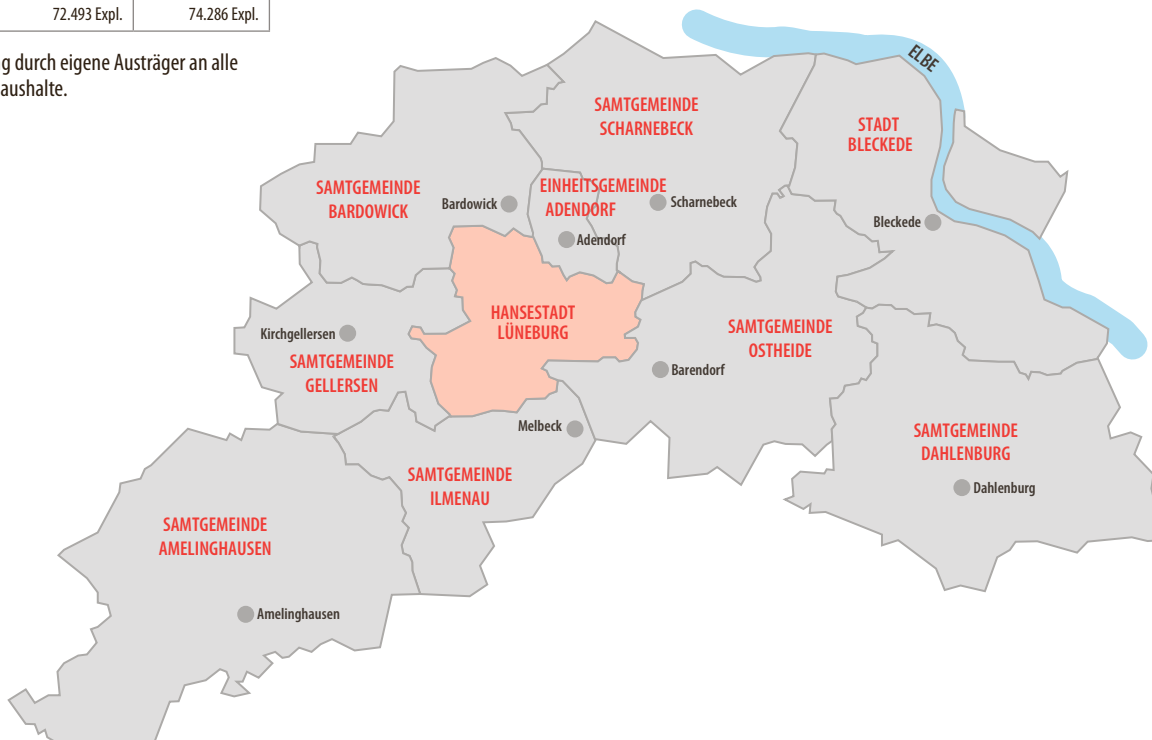 72.493 Expl. 74.286 Expl.
g durch eigene Austräger an alle
aushalte.
ELBE
SAMTGEMEINDE
SCHARNEBECK
STADT
BLECKEDE
SAMTGEMEINDE
BARDOWICK
EINHEITSGEMEINDE
ADENDORF
Bardowick
Scharnebeck
Bleckede
Adendorf
HANSESTADT
LÜNEBURG
SAMTGEMEINDE
OSTHEIDE
Kirchgellersen
SAMTGEMEINDE
GELLERSEN
Barendorf
Melbeck
SAMTGEMEINDE
DAHLENBURG
SAMTGEMEINDE
ILMENAU
Dahlenburg
SAMTGEMEINDE
AMELINGHAUSEN
Amelinghausen